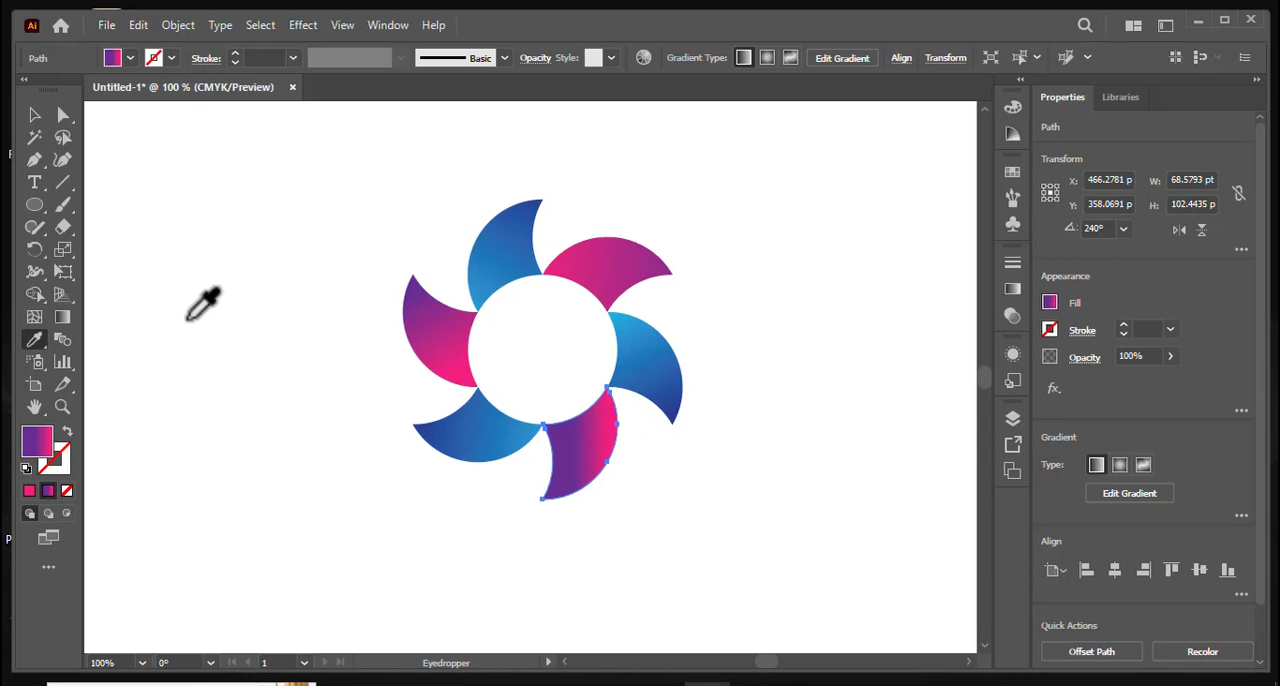 Ai File Edit Object Type Select Effect View Window Help
Path Stroke: Basic Opacity Style: Gradient Type: Edit Gradient Align Transform
Untitled-1* @ 100 % (CMYK/Preview)
Properties Libraries
Path
Transform
X: 466.2781 p W: 68.5793 pt
Y: 358.0691 p H: 102.4435 p
240°
Appearance
Fill
Stroke
Opacity 100%
fx.
Gradient
Type:
Edit Gradient
Align
Quick Actions
Offset Path Recolor
100% 0° 1 Eyedropper